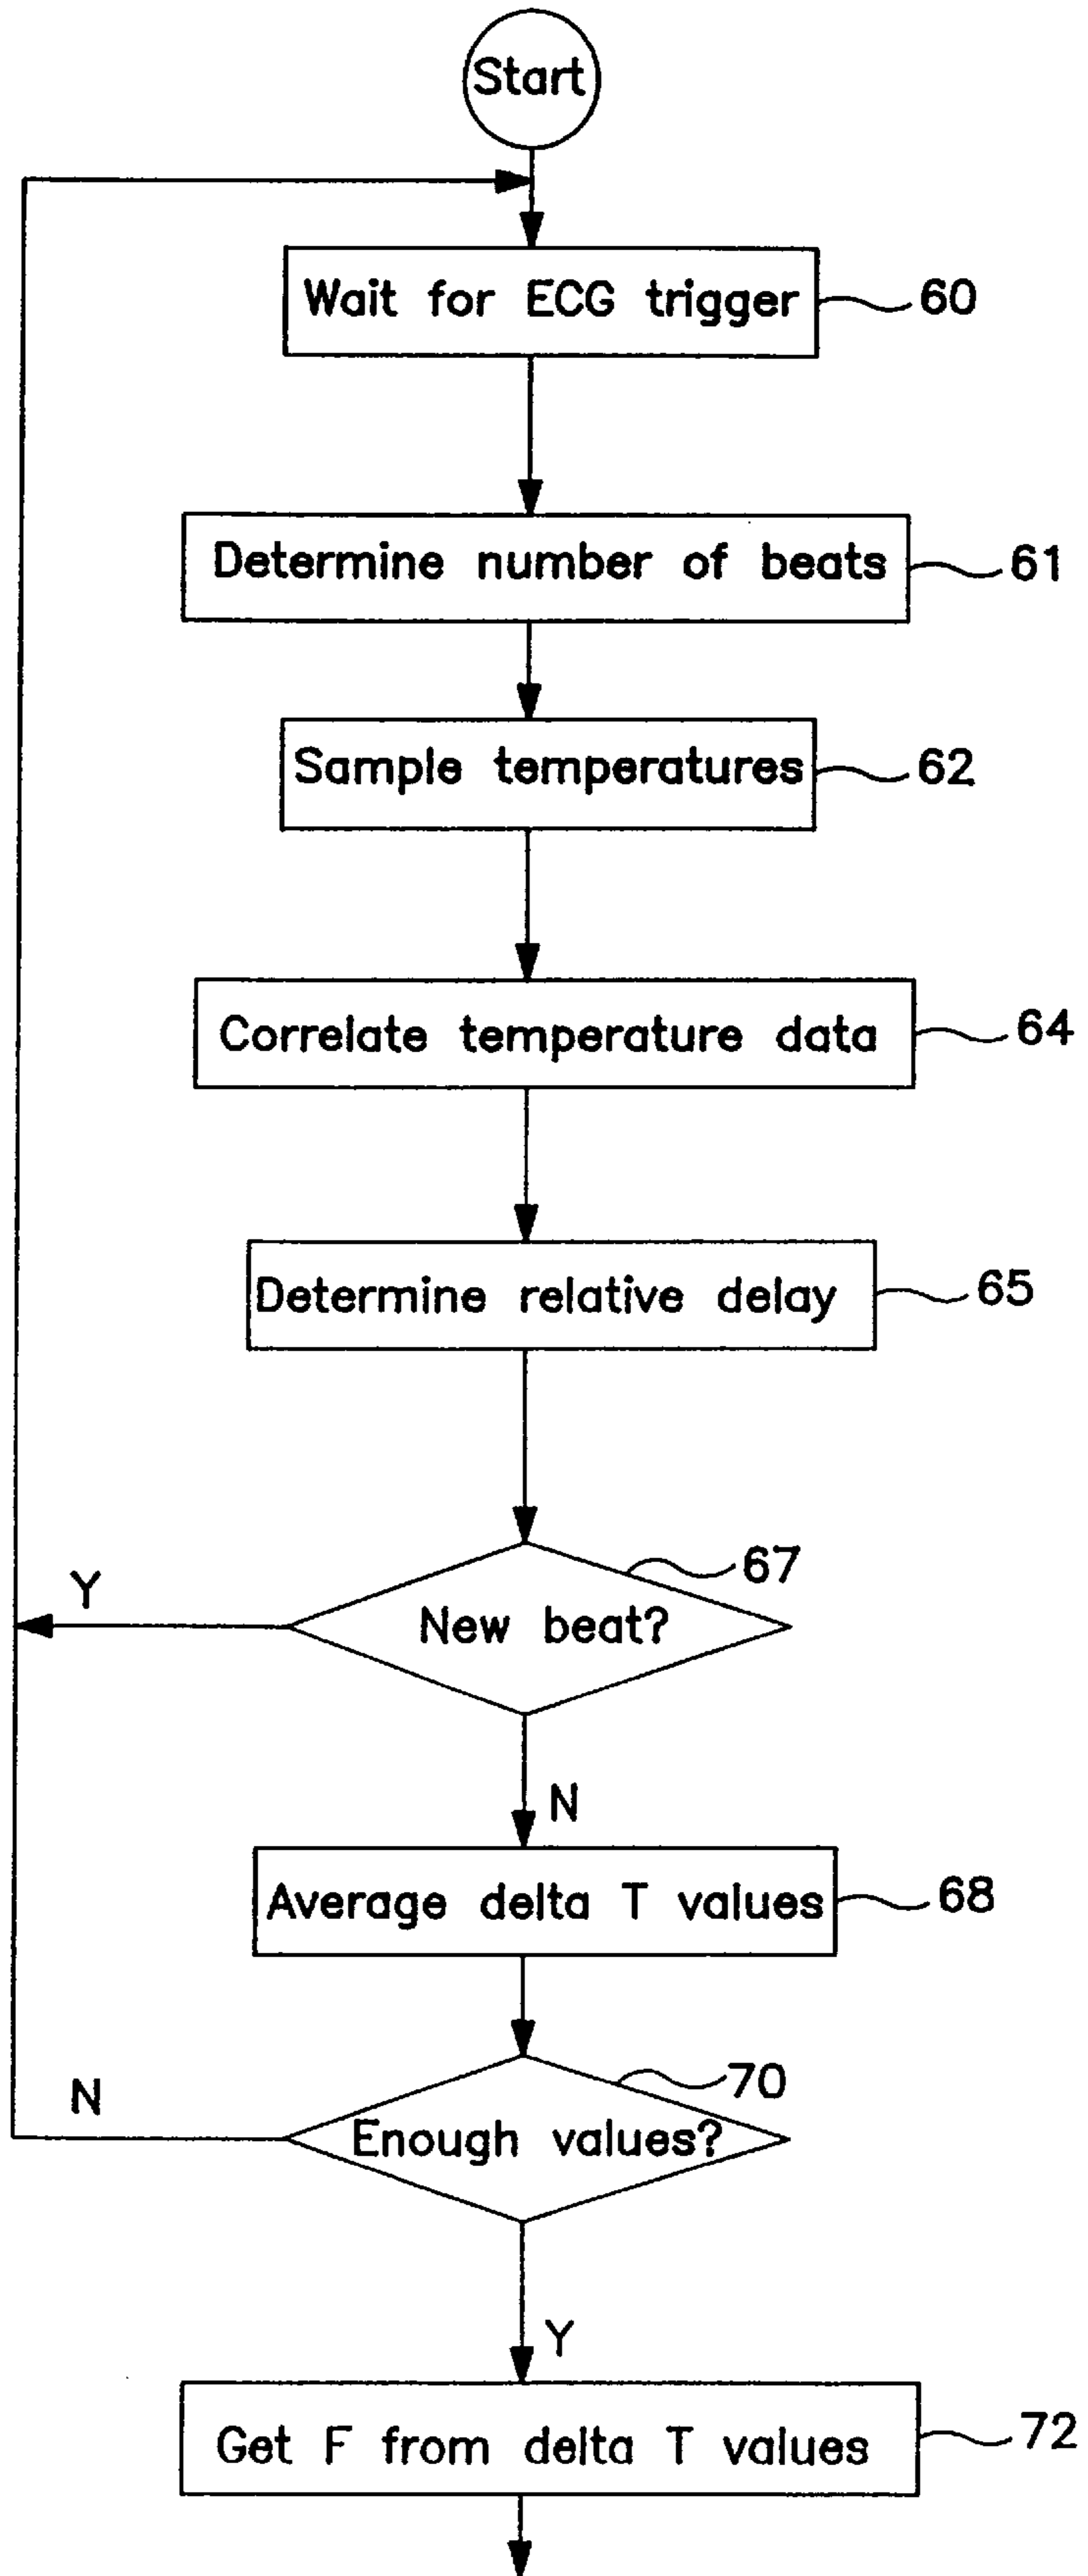 Start
Wait for ECG trigger
60
Determine number of beats
61
Sample temperatures
62
Correlate temperature data
64
Determine relative delay
65
67
Y
New beat?
N
Average delta T values
68
70
N
Enough values?
Y
Get F from delta T values
72